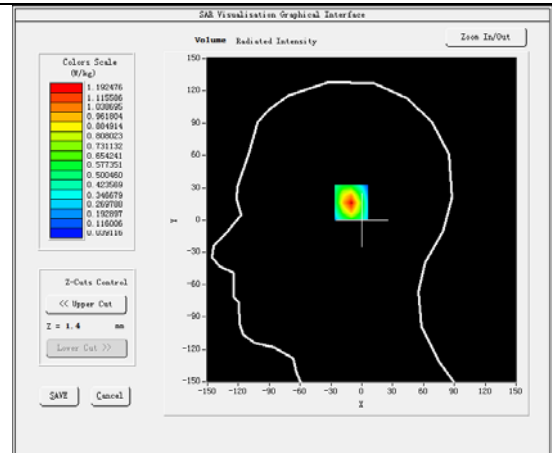 SAR Visualisation Graphical Interface
Volume Radiated Intensity
Zoom In/Out
Colors Scale
(W/kg)
1.192476
1.115586
1.038695
0.961804
0.884914
0.808023
0.731132
0.654241
0.577351
0.500460
0.423569
0.346679
0.269788
0.192897
0.116006
0.039116
150
120
90
60
30
0
-30
-60
-90
-120
-150
Y
-150 -120 -90 -60 -30 0 30 60 90 120 150
X
Z-Cuts Control
<< Upper Cut
Z = 1.4 mm
Lower Cut >>
SAVE Cancel